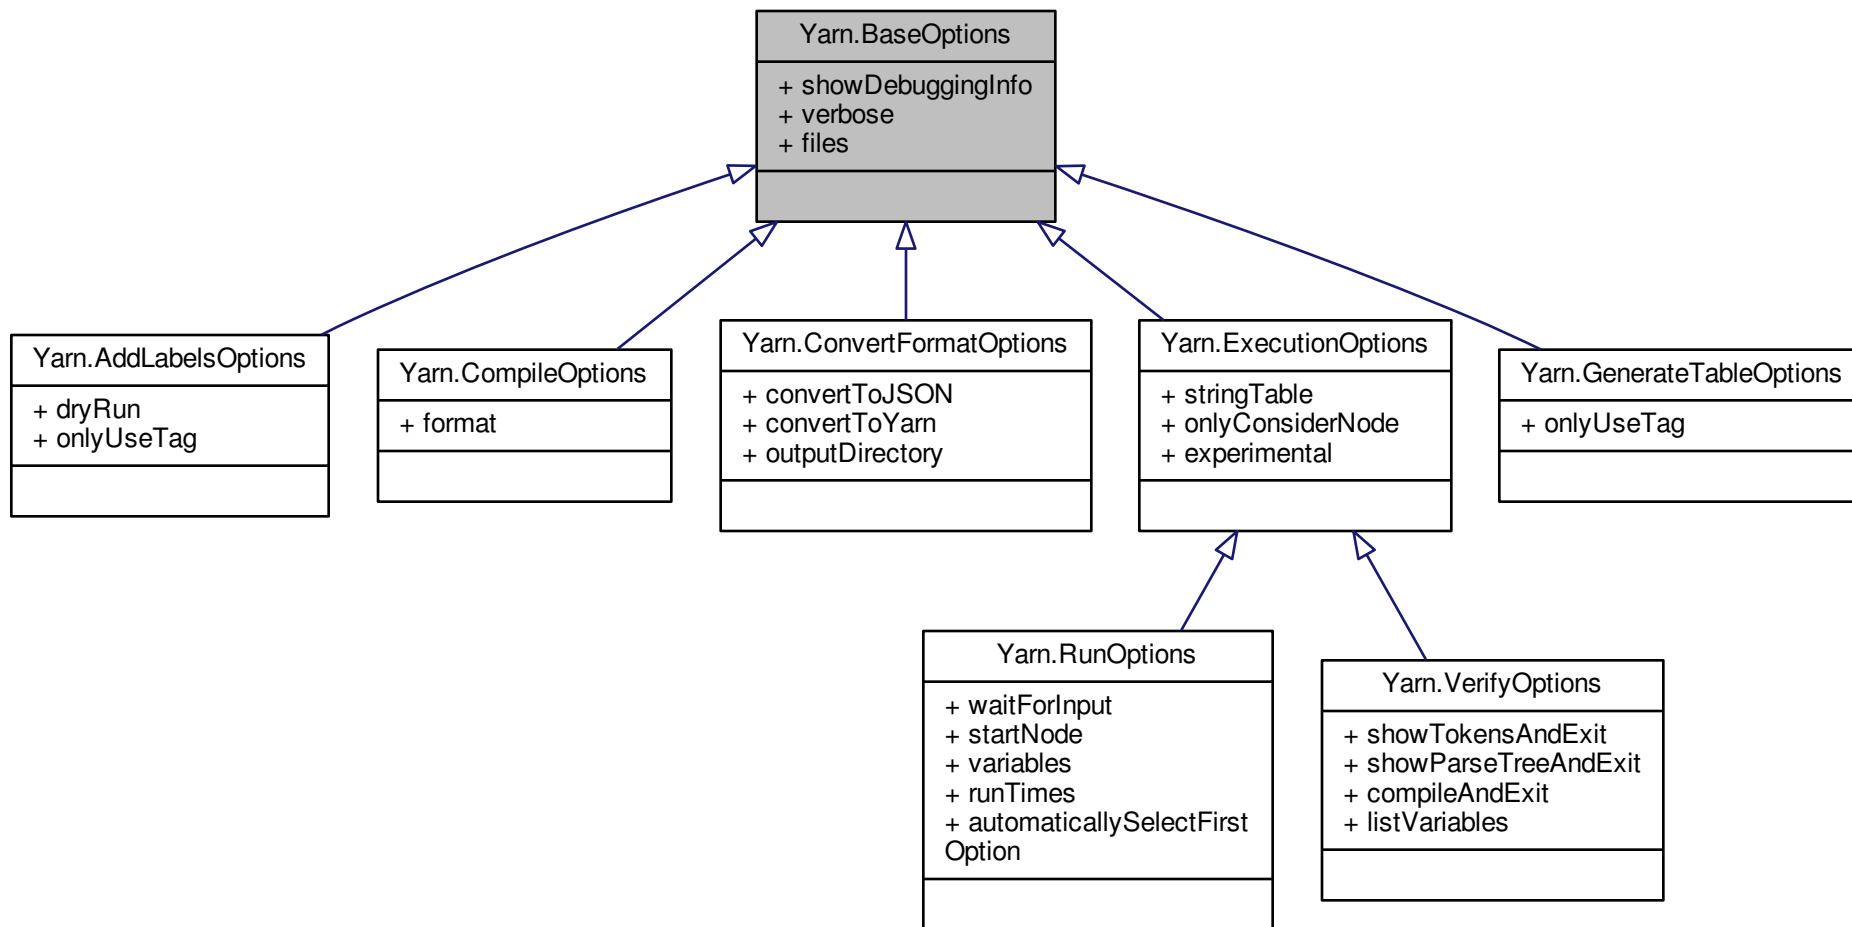 Yarn.BaseOptions
+ showDebuggingInfo
+ verbose
+ files
Yarn.AddLabelsOptions
+ dryRun
+ onlyUseTag
Yarn.CompileOptions
+ format
Yarn.ConvertFormatOptions
+ convertToJSON
+ convertToYarn
+ outputDirectory
Yarn.ExecutionOptions
+ stringTable
+ onlyConsiderNode
+ experimental
Yarn.GenerateTableOptions
+ onlyUseTag
Yarn.RunOptions
+ waitForInput
+ startNode
+ variables
+ runTimes
+ automaticallySelectFirst
Option
Yarn.VerifyOptions
+ showTokensAndExit
+ showParseTreeAndExit
+ compileAndExit
+ listVariables